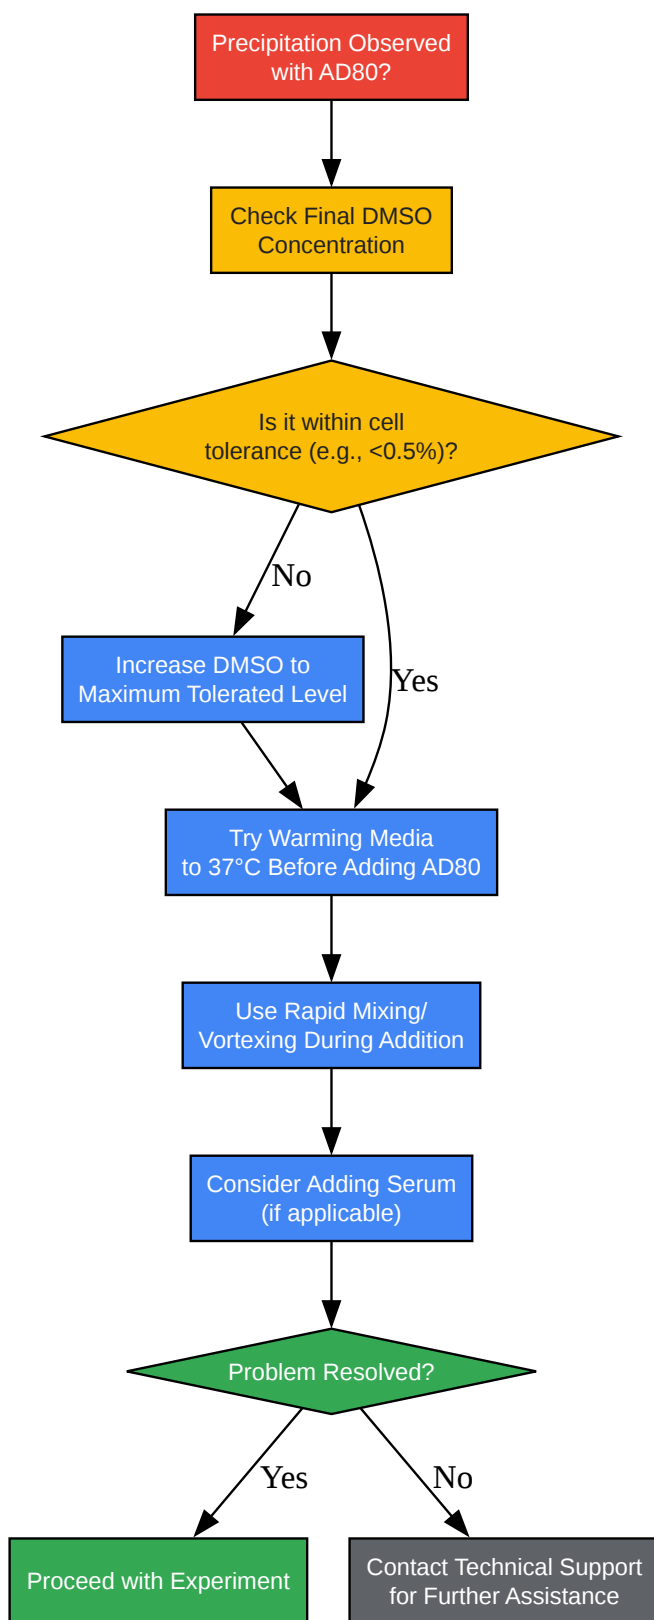 Precipitation Observed
with AD80?
Check Final DMSO
Concentration
Is it within cell
tolerance (e.g., <0.5%)?
No
Yes
Increase DMSO to
Maximum Tolerated Level
Try Warming Media
to 37°C Before Adding AD80
Use Rapid Mixing/
Vortexing During Addition
Consider Adding Serum
(if applicable)
Problem Resolved?
Yes
No
Proceed with Experiment
Contact Technical Support
for Further Assistance